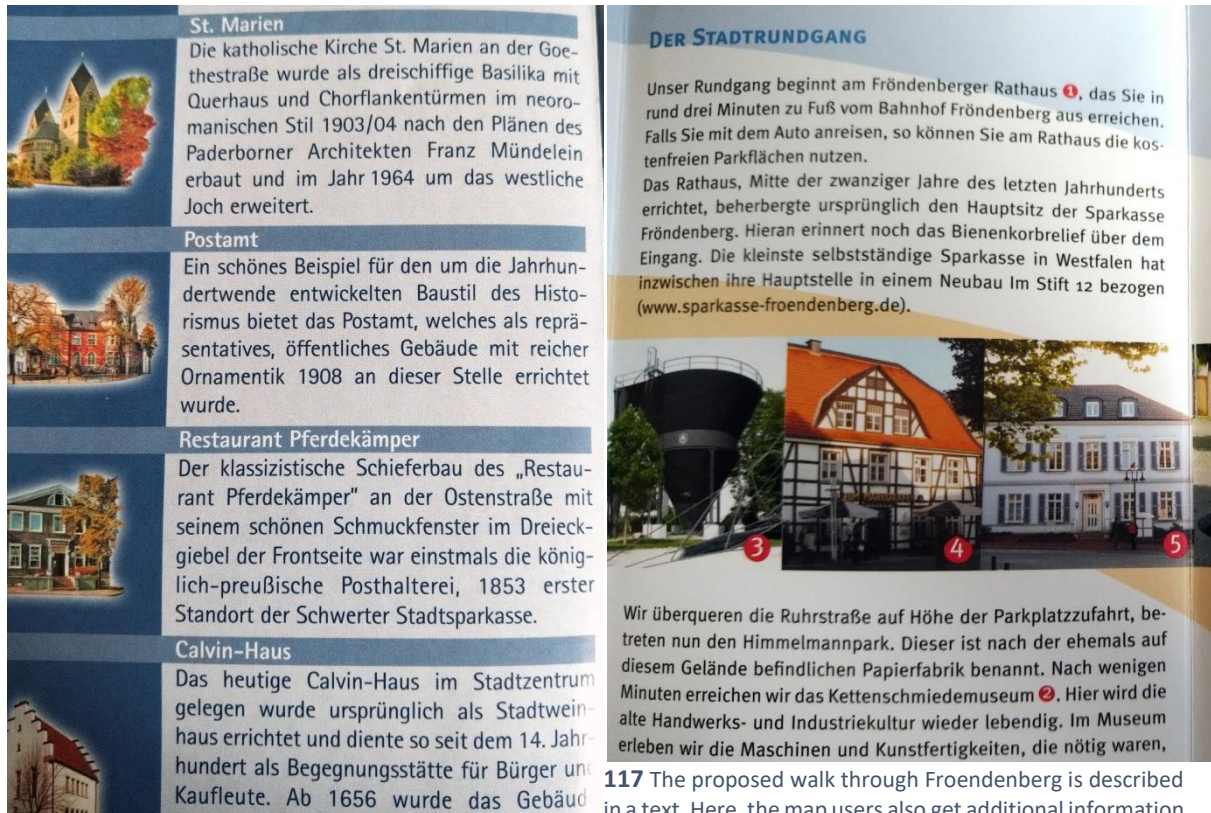 St. Marien
Die katholische Kirche St. Marien an der Goe-
thestraße wurde als dreischiffige Basilika mit
Querhaus und Chorflankentürmen im neoro-
manischen Stil 1903/04 nach den Plänen des
Paderborner Architekten Franz Mündelein
erbaut und im Jahr 1964 um das westliche
Joch erweitert.
Postamt
Ein schönes Beispiel für den um die Jahrhun-
dertwende entwickelten Baustil des Histo-
rismus bietet das Postamt, welches als reprä-
sentatives, öffentliches Gebäude mit reicher
Ornamentik 1908 an dieser Stelle errichtet
wurde.
Restaurant Pferdekämper
Der klassizistische Schieferbau des „Restau-
rant Pferdekämper" an der Ostenstraße mit
seinem schönen Schmuckfenster im Dreieck-
giebel der Frontseite war einstmals die könig-
lich-preußische Posthalterei, 1853 erster
Standort der Schwerter Stadtsparkasse.
Calvin-Haus
Das heutige Calvin-Haus im Stadtzentrum
gelegen wurde ursprünglich als Stadtwein-
haus errichtet und diente so seit dem 14. Jahr-
hundert als Begegnungsstätte für Bürger und
Kaufleute. Ab 1656 wurde das Gebäud
DER STADTRUNDGANG
Unser Rundgang beginnt am Fröndenberger Rathaus 1, das Sie in
rund drei Minuten zu Fuß vom Bahnhof Fröndenberg aus erreichen.
Falls Sie mit dem Auto anreisen, so können Sie am Rathaus die kos-
tenfreien Parkflächen nutzen.
Das Rathaus, Mitte der zwanziger Jahre des letzten Jahrhunderts
errichtet, beherbergte ursprünglich den Hauptsitz der Sparkasse
Fröndenberg. Hieran erinnert noch das Bienenkorbrelief über dem
Eingang. Die kleinste selbstständige Sparkasse in Westfalen hat
inzwischen ihre Hauptstelle in einem Neubau Im Stift 12 bezogen
(www.sparkasse-froendenberg.de).
3
4
5
Wir überqueren die Ruhrstraße auf Höhe der Parkplatzzufahrt, be-
treten nun den Himmelmannpark. Dieser ist nach der ehemals auf
diesem Gelände befindlichen Papierfabrik benannt. Nach wenigen
Minuten erreichen wir das Kettenschmiedemuseum 2. Hier wird die
alte Handwerks- und Industriekultur wieder lebendig. Im Museum
erleben wir die Maschinen und Kunstfertigkeiten, die nötig waren,
117 The proposed walk through Froendenberg is described
in a text. Here, the map users also get additional information